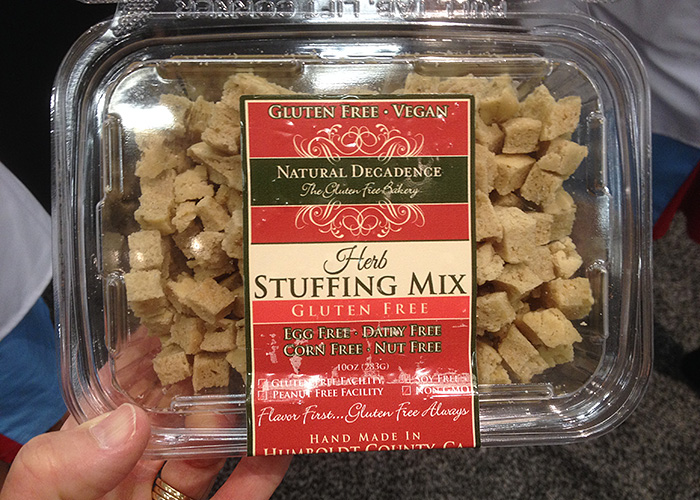 GLUTEN FREE · VEGAN
NATURAL DECADENCE
The Gluten Free Bakery
Herb
STUFFING MIX
GLUTEN FREE
EGG FREE · DAIRY FREE
CORN FREE · NUT FREE
10OZ (283G)
GLUTEN FREE FACILITY SOY FREE
PEANUT FREE FACILITY NON GMO
Flavor First...Gluten Free Always
HAND MADE IN
HUMBOLDT COUNTY, CA